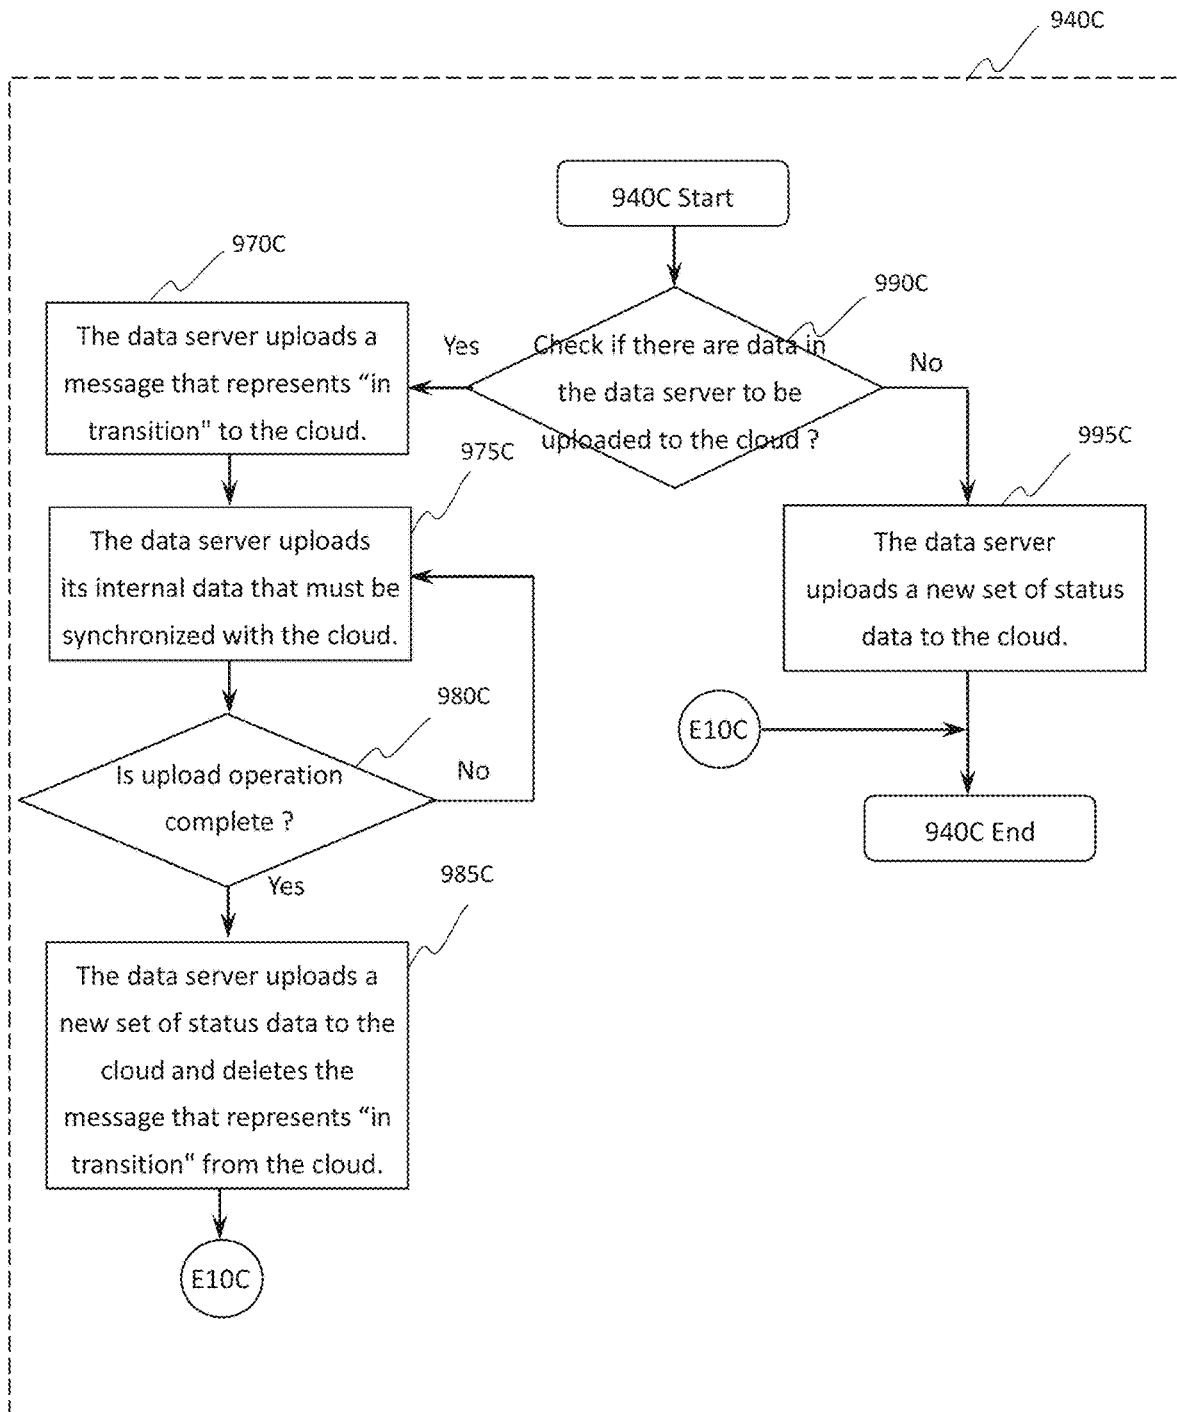 940C
940C Start
970C
990C
The data server uploads a
message that represents “in
transition" to the cloud.
Yes
Check if there are data in
the data server to be
uploaded to the cloud ?
No
975C
995C
The data server uploads
its internal data that must be
synchronized with the cloud.
The data server
uploads a new set of status
data to the cloud.
980C
E10C
Is upload operation
complete ?
No
940C End
Yes
985C
The data server uploads a
new set of status data to the
cloud and deletes the
message that represents “in
transition" from the cloud.
E10C